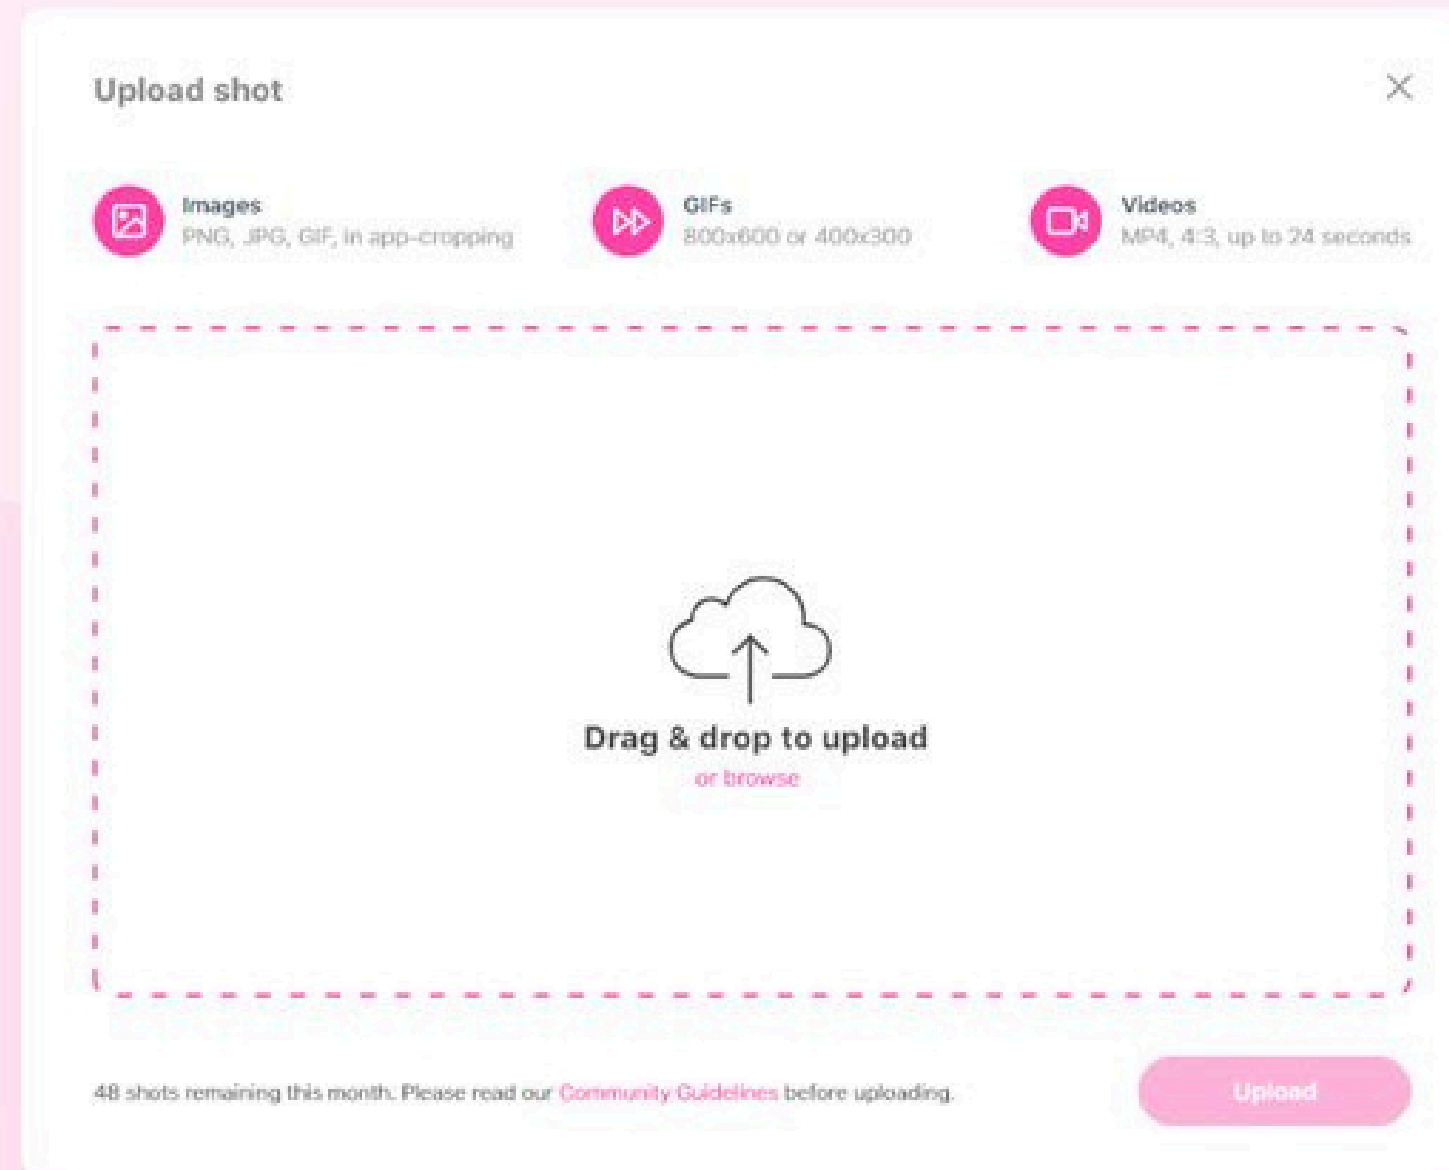 Upload shot
Images
PNG, JPG, GIF, in app-cropping
GIFs
800x600 or 400x300
Videos
MP4, 4:3, up to 24 seconds
Drag & drop to upload
or browse
48 shots remaining this month. Please read our Community Guidelines before uploading.
Upload